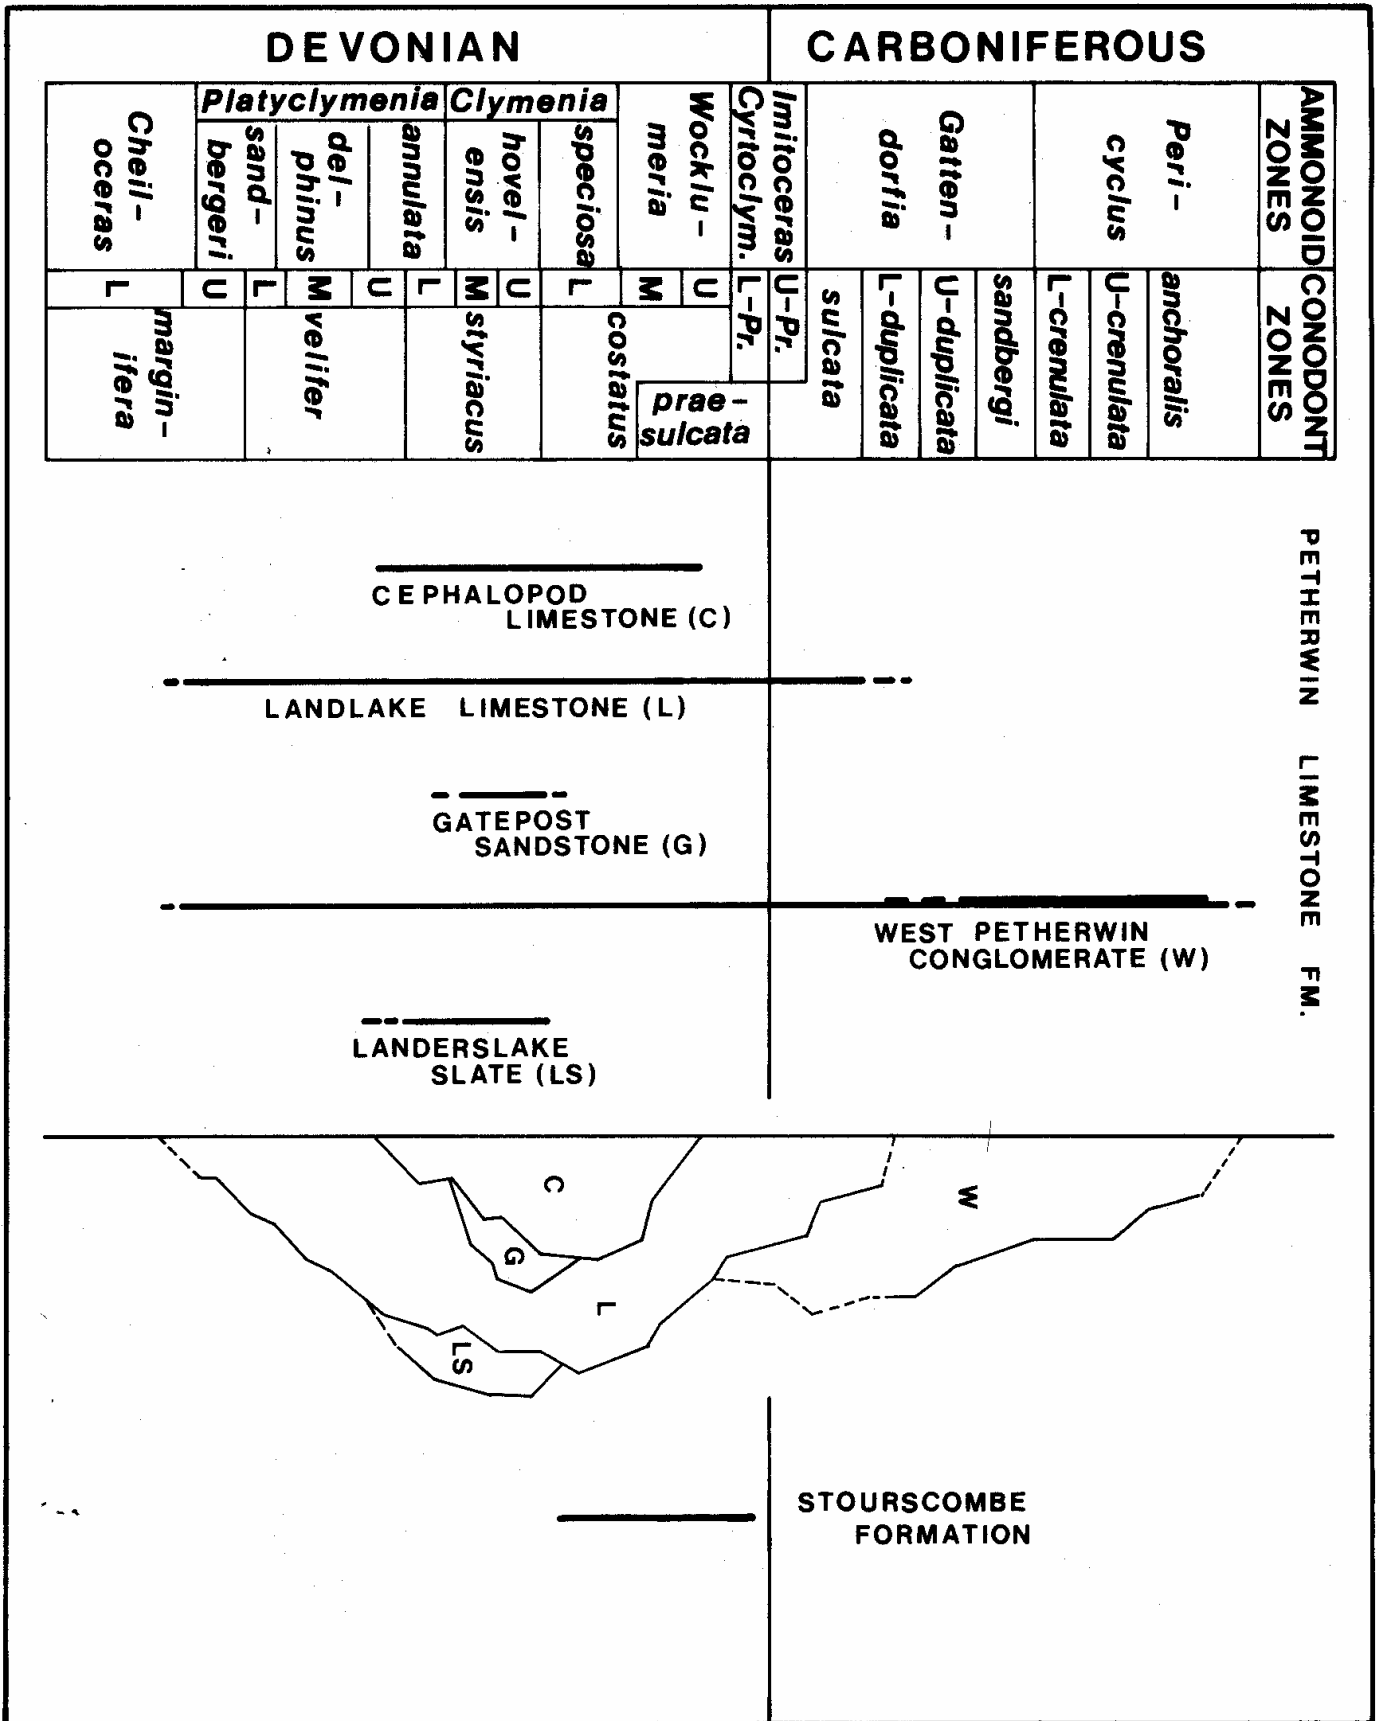 DEVONIAN
CARBONIFEROUS
Cheil-
oceras
Platyclymenia
sand-
bergeri
del-
phinus
annulata
Clymenia
hovel-
ensis
speciosa
Wocklu-
meria
Cyrtoclym.
Imitoceras
Gatten-
dorfia
Peri-
cyclus
AMMONOID
ZONES
L
U
L
M
U
L
M
U
L
M
U
L-Pr.
U-Pr.
margin-
ifera
velifer
styriacus
costatus
prae-
sulcata
sulcata
L-duplicata
U-duplicata
sandbergi
L-crenulata
U-crenulata
anchoralis
CONODONT
ZONES
CEPHALOPOD
LIMESTONE (C)
LANDLAKE LIMESTONE (L)
GATEPOST
SANDSTONE (G)
WEST PETHERWIN
CONGLOMERATE (W)
LANDERSLAKE
SLATE (LS)
PETHERWIN LIMESTONE FM.
C
G
L
LS
W
STOURSCOMBE
FORMATION